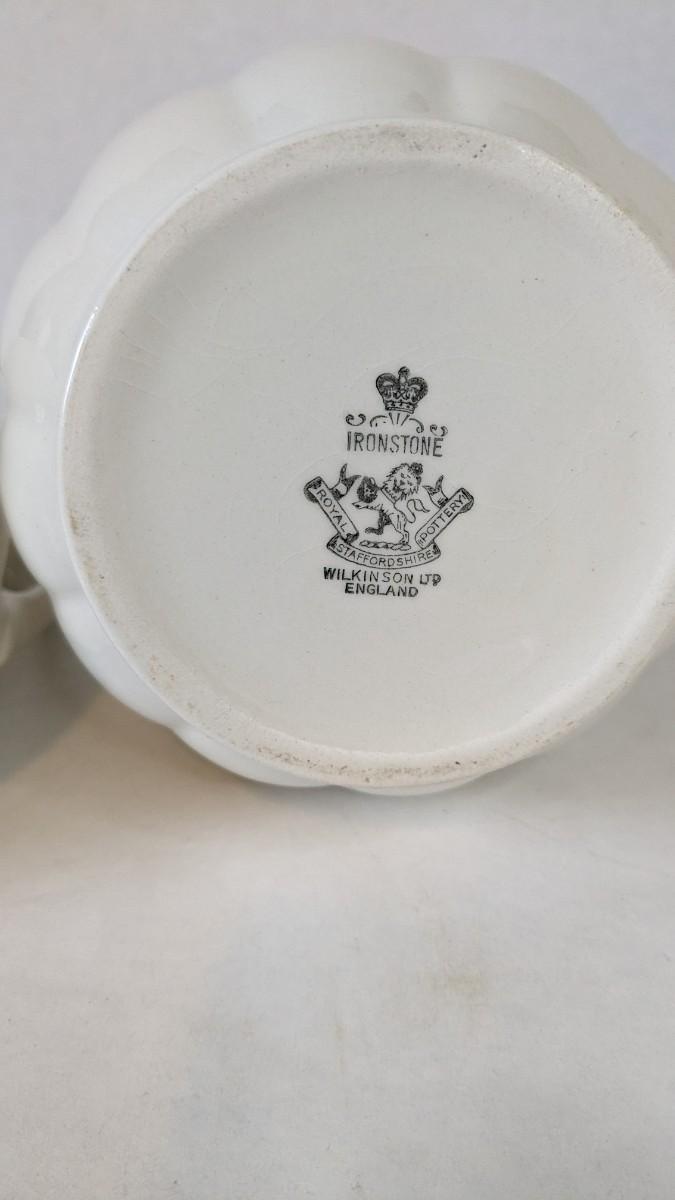 IRONSTONE
ROYAL STAFFORDSHIRE POTTERY
WILKINSON LTD
ENGLAND